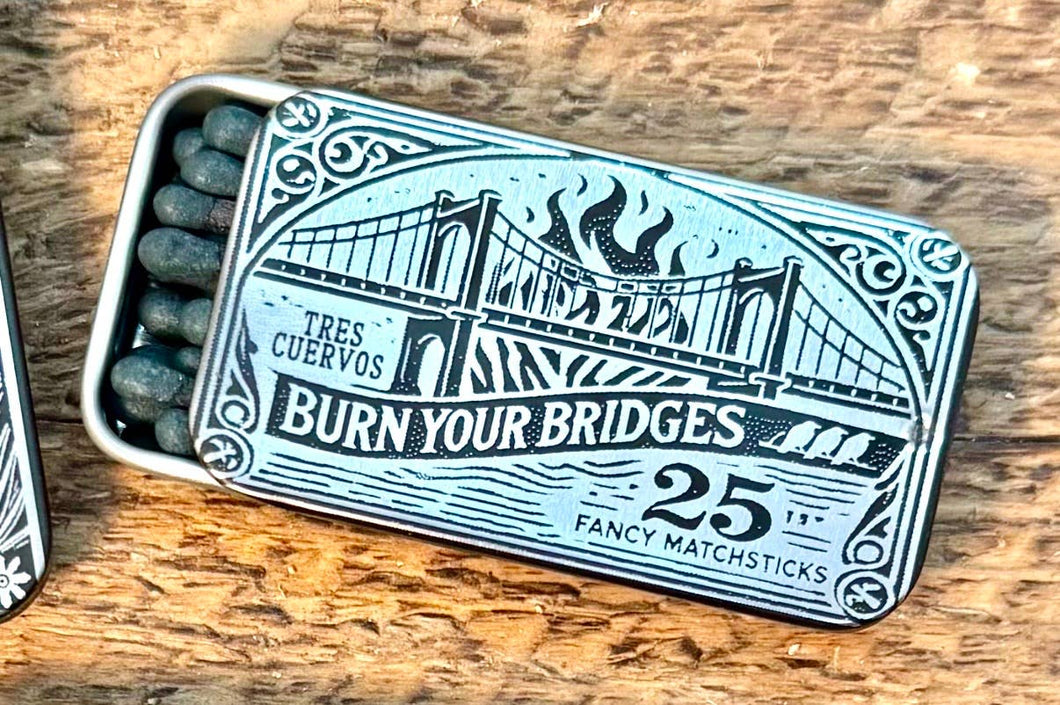 TRES
CUERVOS
BURN YOUR BRIDGES
25
FANCY MATCHSTICKS